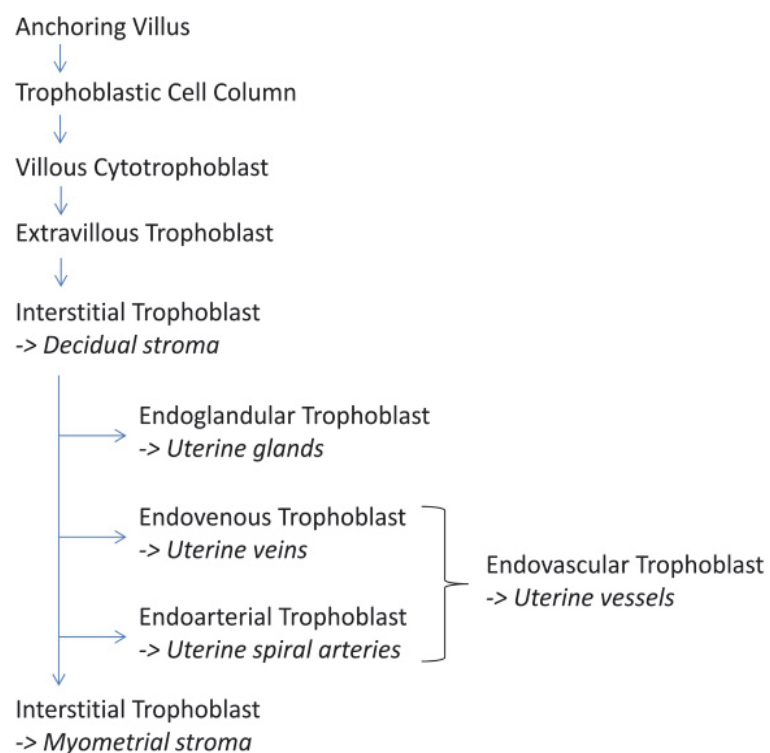 Anchoring Villus
Trophoblastic Cell Column
Villous Cytotrophoblast
Extravillous Trophoblast
Interstitial Trophoblast
-> Decidual stroma
Endoglandular Trophoblast
-> Uterine glands
Endovenous Trophoblast
-> Uterine veins
Endoarterial Trophoblast
-> Uterine spiral arteries
Endovascular Trophoblast
-> Uterine vessels
Interstitial Trophoblast
-> Myometrial stroma